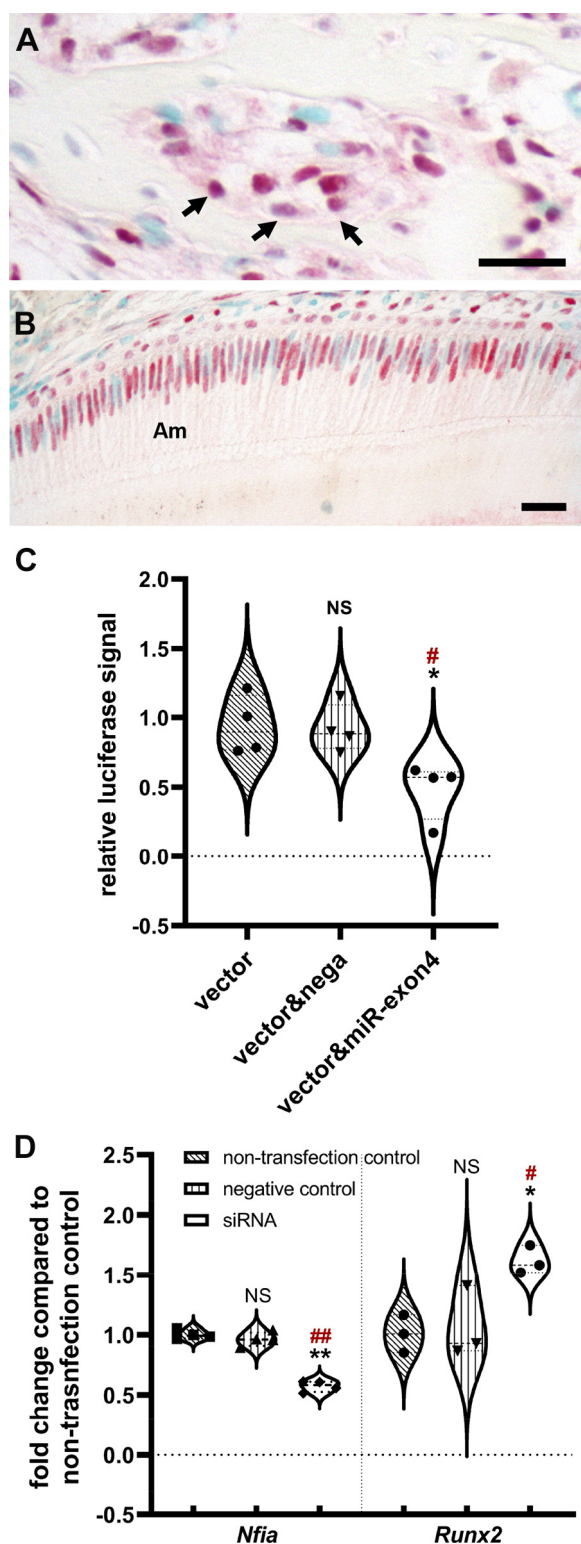 A
B
Am
C
relative luciferase signal
2.0
1.5
1.0
0.5
0.0
-0.5
NS
#
*
vector
vector&nega
vector&miR-exon4
D
fold change compared to
non-trasnfection control
2.5
2.0
1.5
1.0
0.5
0.0
-0.5
non-transfection control
negative control
siRNA
NS
##
**
NS
#
*
Nfia
Runx2